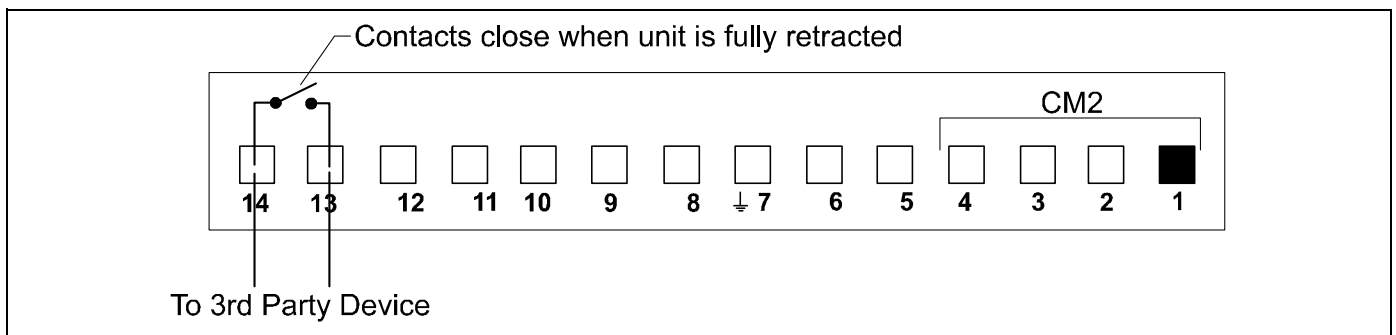 Contacts close when unit is fully retracted
CM2
14 13 12 11 10 9 8 ⏚ 7 6 5 4 3 2 1
To 3rd Party Device